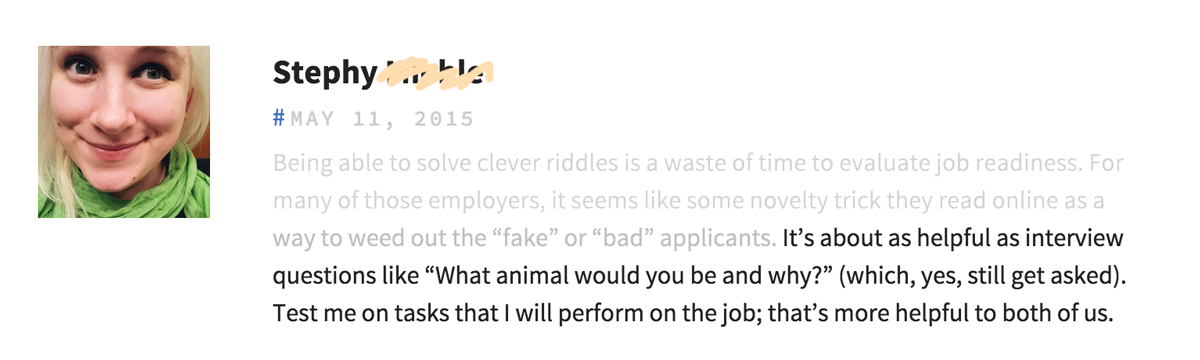 Stephy
#MAY 11, 2015
Being able to solve clever riddles is a waste of time to evaluate job readiness. For
many of those employers, it seems like some novelty trick they read online as a
way to weed out the “fake” or “bad” applicants. It’s about as helpful as interview
questions like “What animal would you be and why?” (which, yes, still get asked).
Test me on tasks that I will perform on the job; that’s more helpful to both of us.